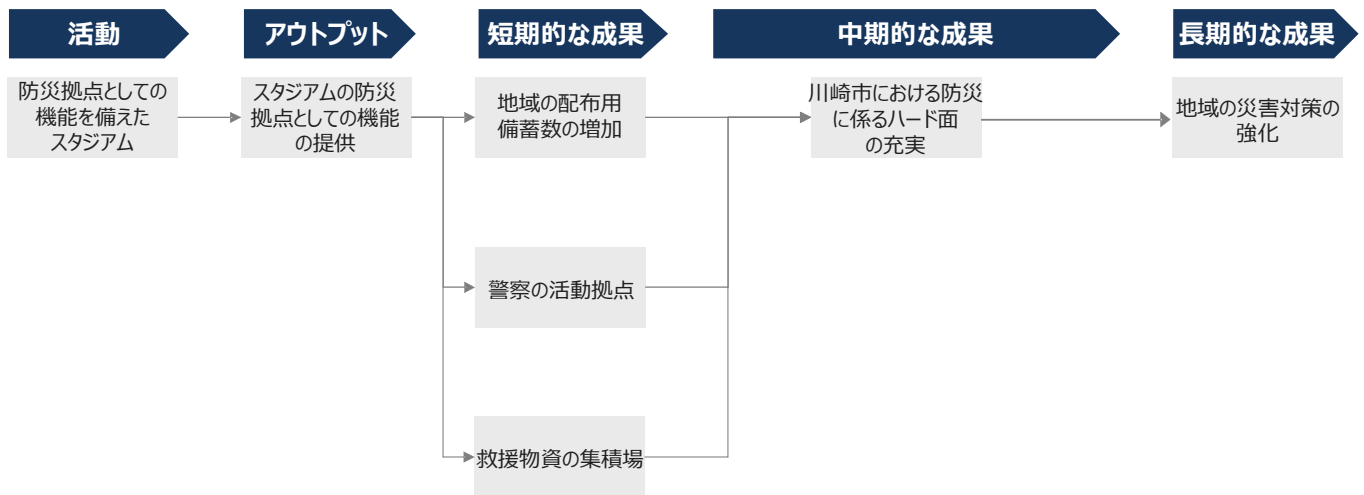 活動
アウトプット
短期的な成果
中期的な成果
長期的な成果
防災拠点としての
機能を備えた
スタジアム
スタジアムの防災
拠点としての機能
の提供
地域の配布用
備蓄数の増加
川崎市における防災
に係るハード面
の充実
地域の災害対策の
強化
警察の活動拠点
救援物資の集積場